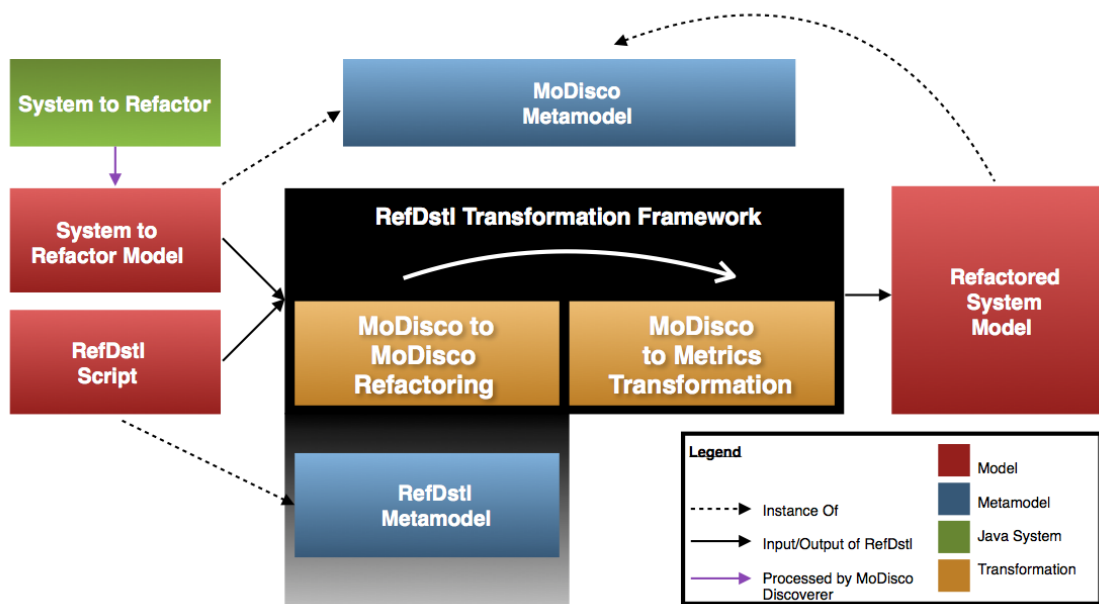 System to Refactor
MoDisco
Metamodel
System to
Refactor Model
RefDstl
Script
RefDstl Transformation Framework
MoDisco to
MoDisco
Refactoring
MoDisco
to Metrics
Transformation
Refactored
System
Model
RefDstl
Metamodel
Legend
Instance Of
Input/Output of RefDstl
Processed by MoDisco
Discoverer
Model
Metamodel
Java System
Transformation